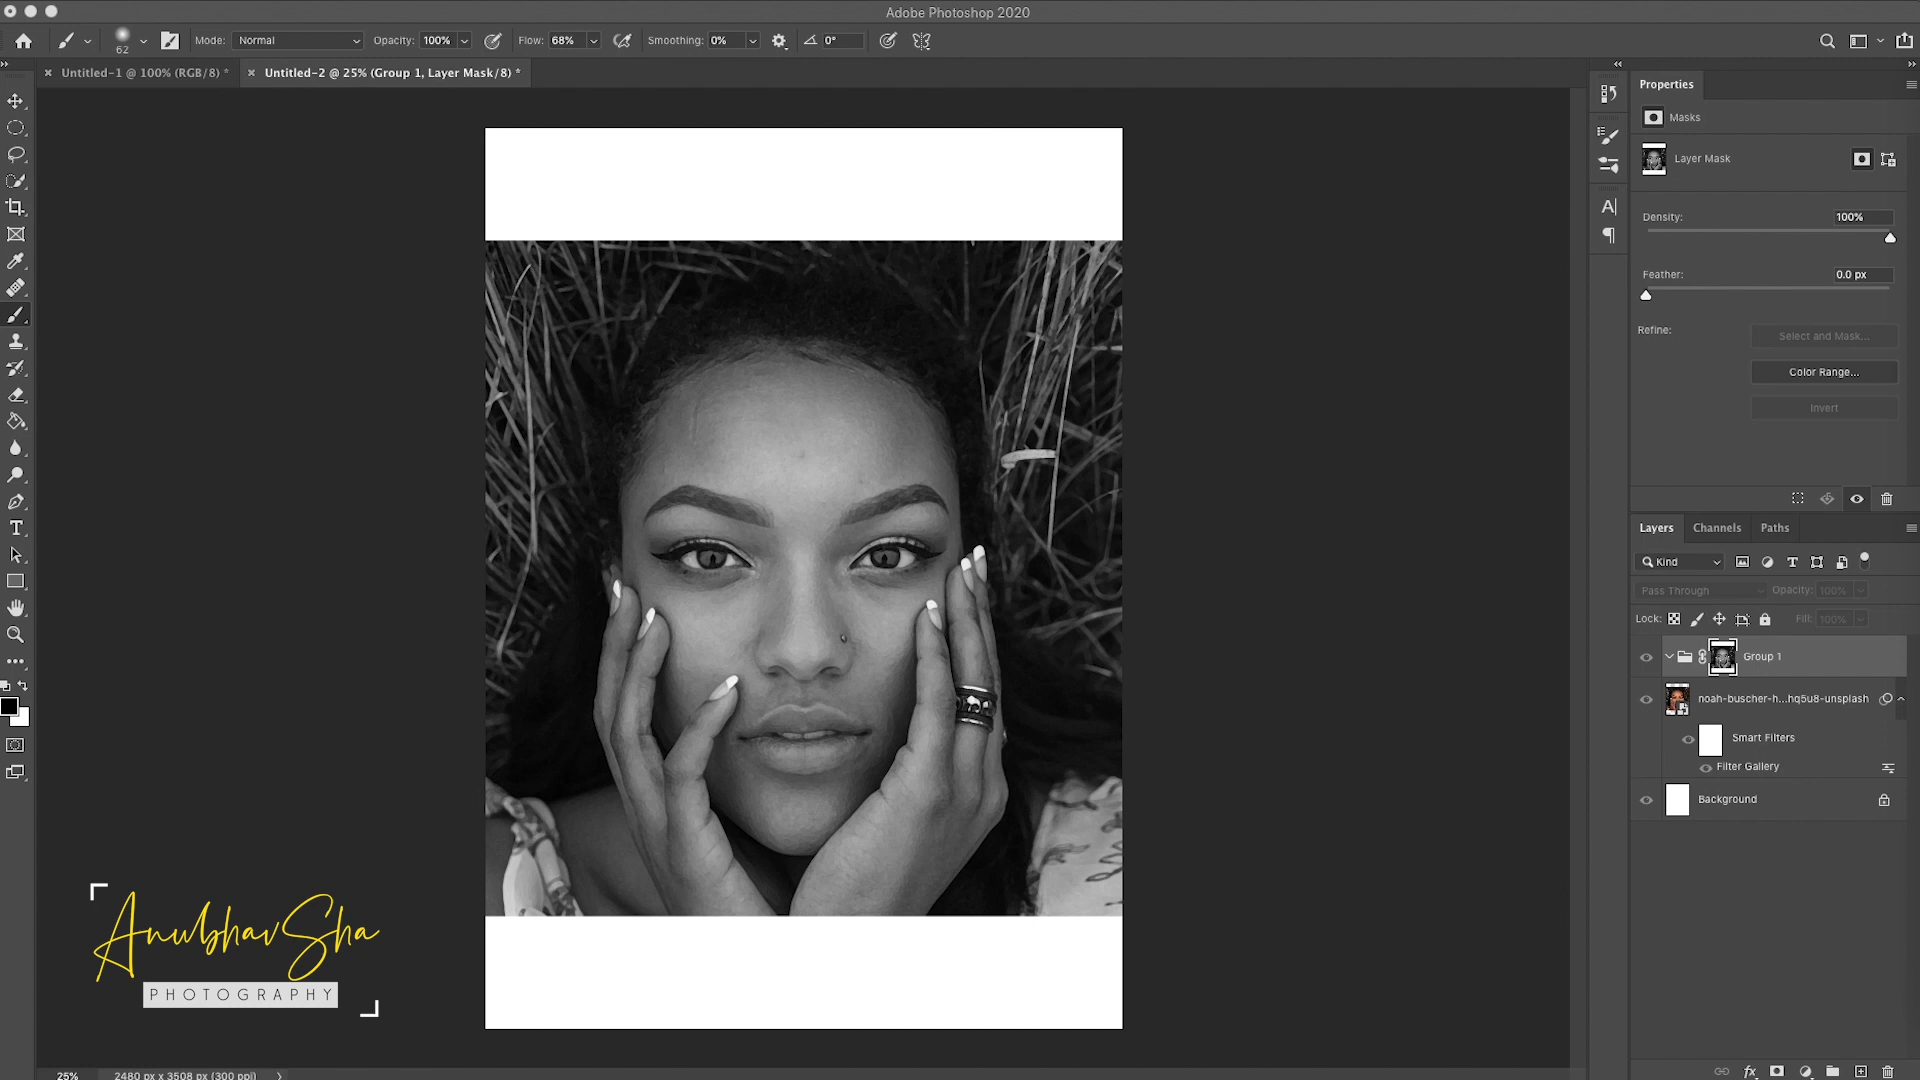 Adobe Photoshop 2020
62
Mode: Normal
Opacity: 100%
Flow: 68%
Smoothing: 0%
0°
Untitled-1 @ 100% (RGB/8) *
Untitled-2 @ 25% (Group 1, Layer Mask/8) *
Properties
Masks
Layer Mask
Density: 100%
Feather: 0.0 px
Refine:
Select and Mask...
Color Range...
Invert
Layers Channels Paths
Kind
Pass Through Opacity: 100%
Lock: Fill: 100%
Group 1
noah-buscher-h...hq5u8-unsplash
Smart Filters
Filter Gallery
Background
AnubhavSha
PHOTOGRAPHY
25% 2480 px x 3508 px (300 ppi)